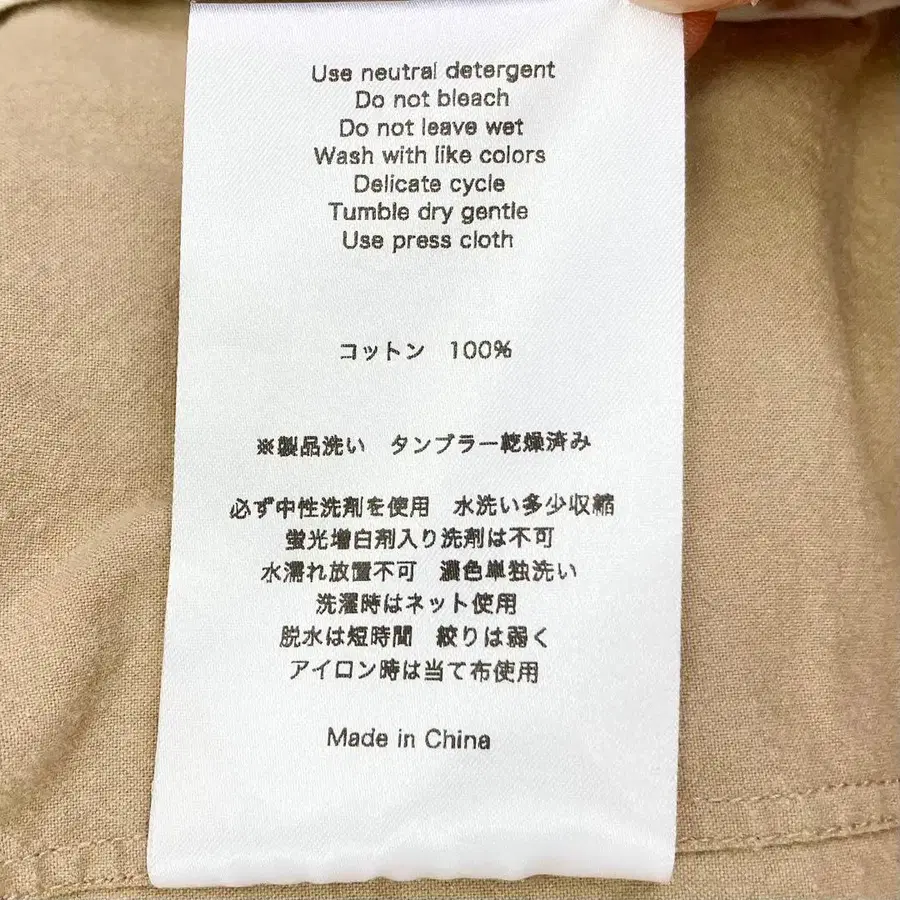 Use neutral detergent
Do not bleach
Do not leave wet
Wash with like colors
Delicate cycle
Tumble dry gentle
Use press cloth
コットン　100%
※製品洗い　タンブラー乾燥済み
必ず中性洗剤を使用　水洗い多少収縮
蛍光増白剤入り洗剤は不可
水濡れ放置不可　濃色単独洗い
洗濯時はネット使用
脱水は短時間　絞りは弱く
アイロン時は当て布使用
Made in China